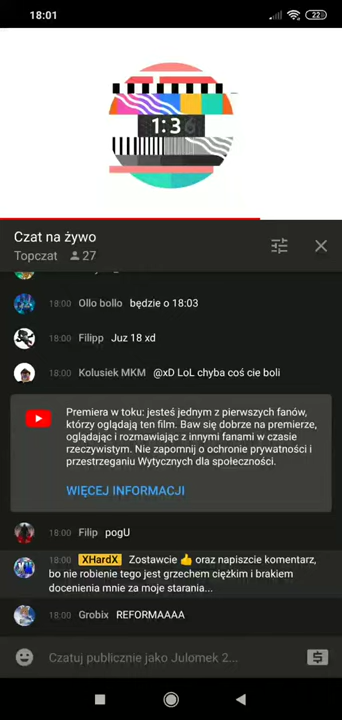 18:01
22
1:36
Czat na żywo
Topczat 27
18:00 Ollo bollo będzie o 18:03
18:00 Filipp Juz 18 xd
18:00 Kolusiek MKM @xD LoL chyba coś cie boli
Premiera w toku: jesteś jednym z pierwszych fanów,
którzy oglądają ten film. Baw się dobrze na premierze,
oglądając i rozmawiając z innymi fanami w czasie
rzeczywistym. Nie zapomnij o ochronie prywatności i
przestrzeganiu Wytycznych dla społeczności.
WIĘCEJ INFORMACJI
18:00 Filip pogU
18:00 XHardX Zostawcie 👍 oraz napiszcie komentarz,
bo nie robienie tego jest grzechem ciężkim i brakiem
docenienia mnie za moje starania...
18:00 Grobix REFORMAAAA
Czatuj publicznie jako Julomek 2...